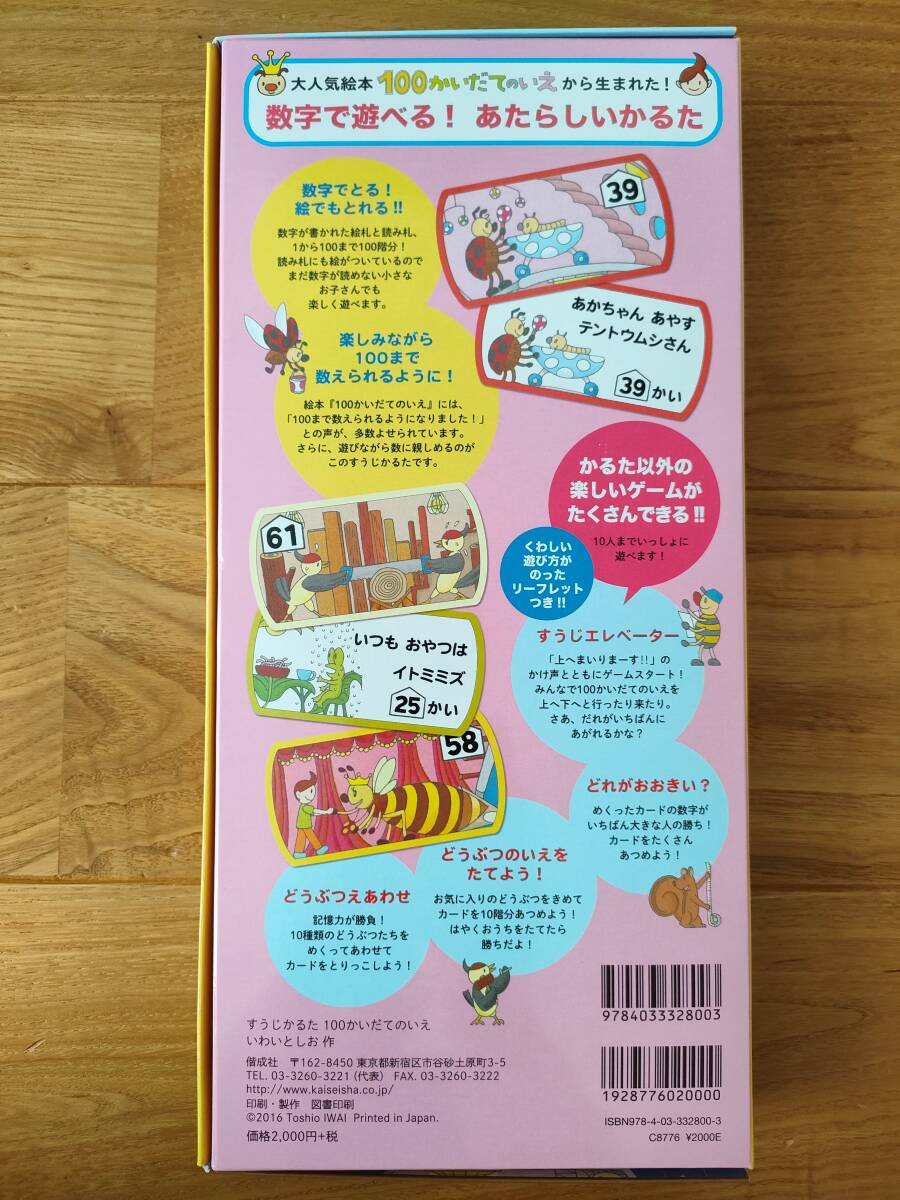 大人気絵本 100かいだてのいえ から生まれた！
数字で遊べる！ あたらしいかるた
数字でとる！
絵でもとれる!!
数字が書かれた絵札と読み札、
1から100まで100階分！
読み札にも絵がついているので
まだ数字が読めない小さな
お子さんでも
楽しく遊べます。
39
あかちゃん あやす
テントウムシさん
39 かい
楽しみながら
100まで
数えられるように！
絵本『100かいだてのいえ』には、
「100まで数えられるようになりました！」
との声が、多数よせられています。
さらに、遊びながら数に親しめるのが
このすうじかるたです。
かるた以外の
楽しいゲームが
たくさんできる!!
10人までいっしょに
遊べます！
くわしい
遊び方が
のった
リーフレット
つき!!
61
いつも おやつは
イトミミズ
25 かい
58
すうじエレベーター
「上へまいりまーす!!」の
かけ声とともにゲームスタート！
みんなで100かいだてのいえを
上へ下へと行ったり来たり。
さあ、だれがいちばんに
あがれるかな？
どれがおおきい？
めくったカードの数字が
いちばん大きな人の勝ち！
カードをたくさん
あつめよう！
どうぶつのいえを
たてよう！
お気に入りのどうぶつをきめて
カードを10階分あつめよう！
はやくおうちをたてたら
勝ちだよ！
どうぶつえあわせ
記憶力が勝負！
10種類のどうぶつたちを
めくってあわせて
カードをとりっこしよう！
すうじかるた 100かいだてのいえ
いわいとしお 作
偕成社 〒162-8450 東京都新宿区市谷砂土原町3-5
TEL. 03-3260-3221 (代表) FAX. 03-3260-3222
http://www.kaiseisha.co.jp/
印刷・製作 図書印刷
©2016 Toshio IWAI Printed in Japan.
価格2,000円+税
9784033328003
1928776020000
ISBN978-4-03-332800-3
C8776 ¥2000E